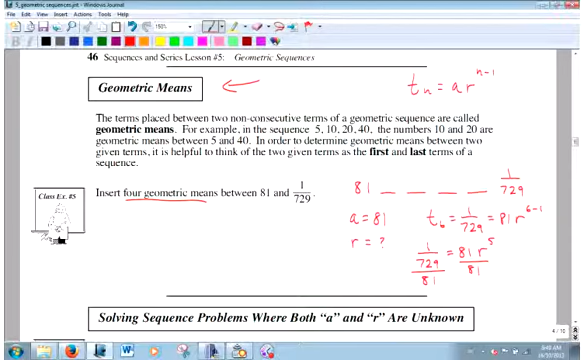 5_geometric sequences.jnt - Windows Journal
File Edit View Insert Actions Tools Help
150%
B I
46 Sequences and Series Lesson #5: Geometric Sequences
Geometric Means
t_n = a r^{n-1}
The terms placed between two non-consecutive terms of a geometric sequence are called
geometric means. For example, in the sequence 5, 10, 20, 40, the numbers 10 and 20 are
geometric means between 5 and 40. In order to determine geometric means between two
given terms, it is helpful to think of the two given terms as the first and last terms of a
sequence.
Class Ex. #5
Insert four geometric means between 81 and 1/729.
81 _ _ _ _ 1/729
a = 81
t_6 = 1/729 = 81 r^{6-1}
r = ?
1/729 = 81 r^5
81 81
Solving Sequence Problems Where Both "a" and "r" Are Unknown
4 / 10